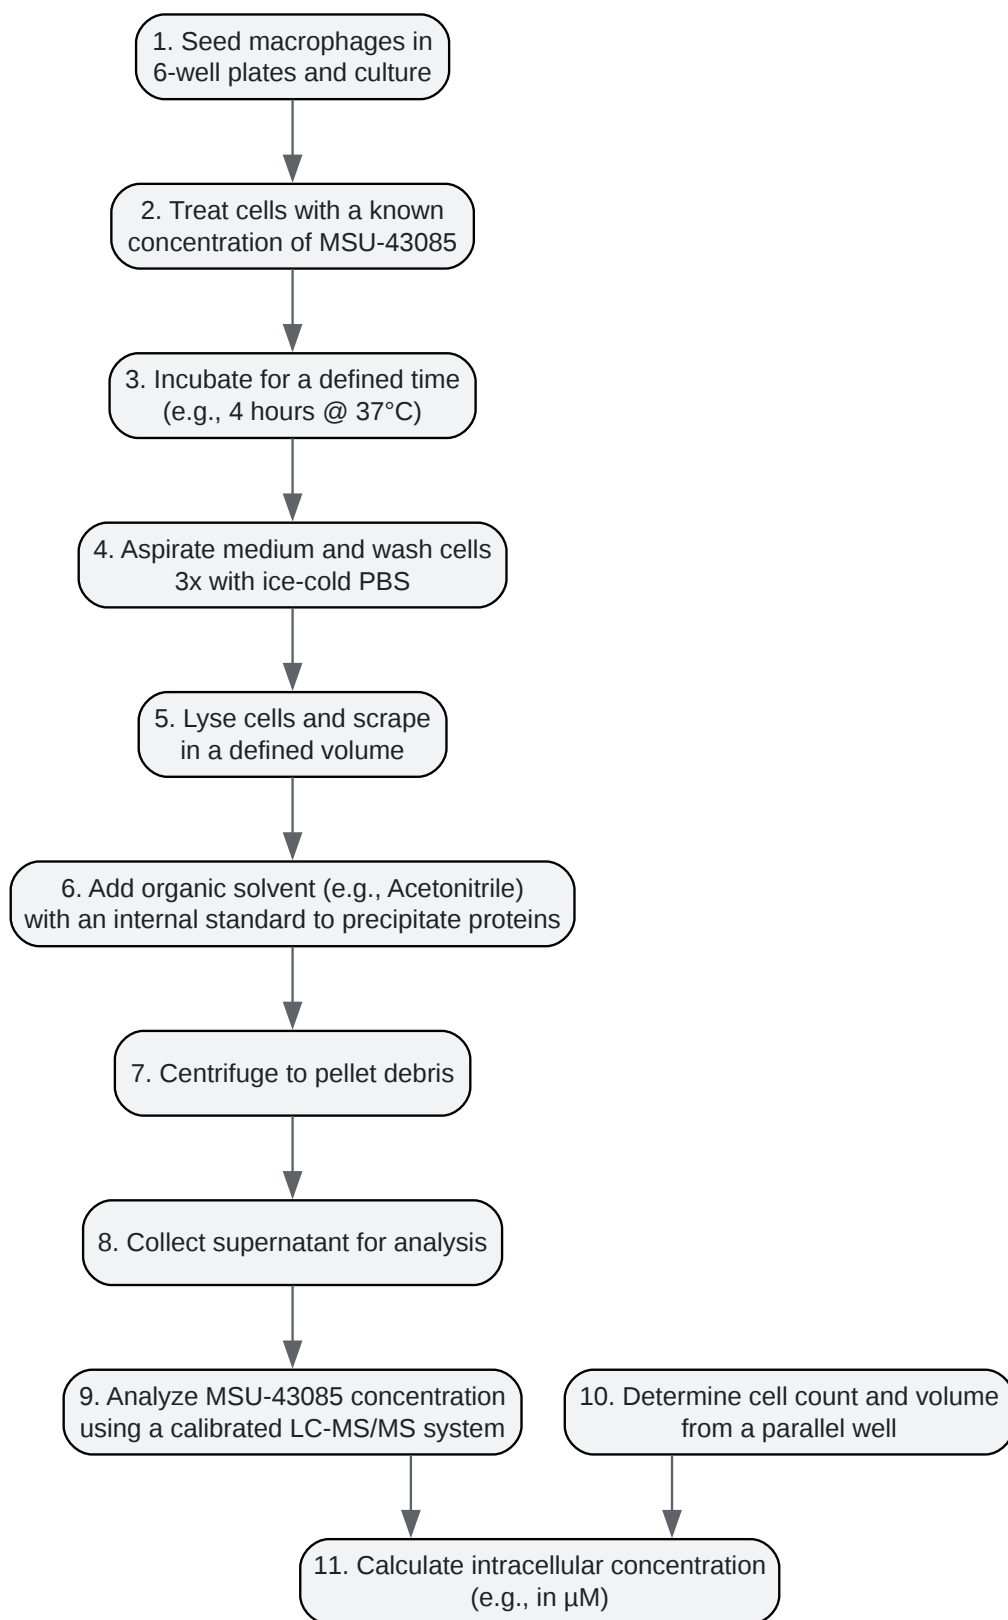 1. Seed macrophages in
6-well plates and culture
2. Treat cells with a known
concentration of MSU-43085
3. Incubate for a defined time
(e.g., 4 hours @ 37°C)
4. Aspirate medium and wash cells
3x with ice-cold PBS
5. Lyse cells and scrape
in a defined volume
6. Add organic solvent (e.g., Acetonitrile)
with an internal standard to precipitate proteins
7. Centrifuge to pellet debris
8. Collect supernatant for analysis
9. Analyze MSU-43085 concentration
using a calibrated LC-MS/MS system
10. Determine cell count and volume
from a parallel well
11. Calculate intracellular concentration
(e.g., in µM)